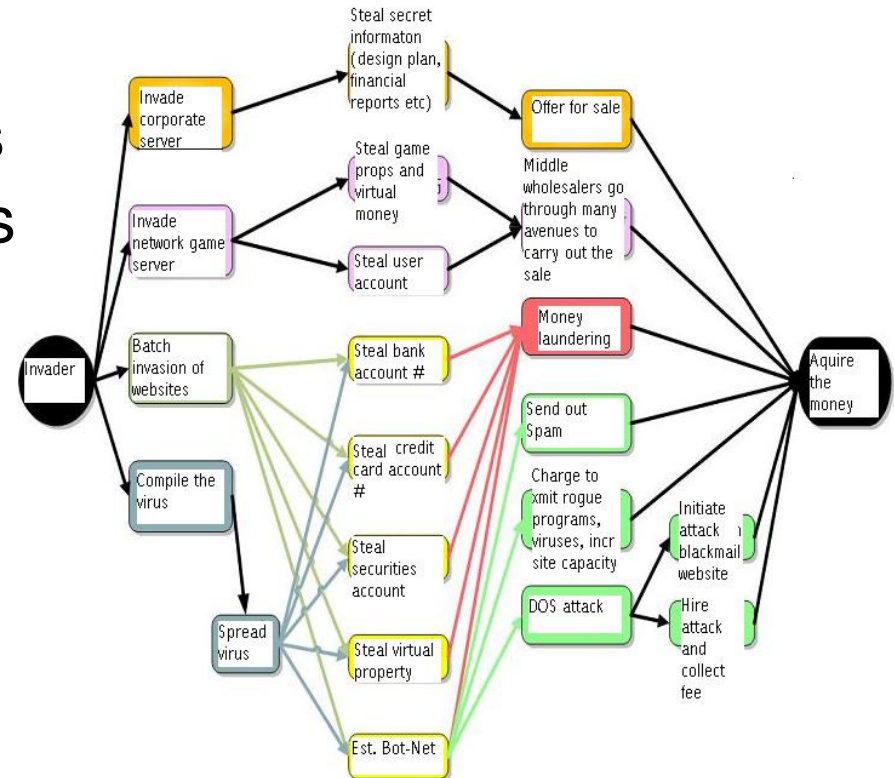 s
s
Invader
Invade
corporate
server
Invade
network game
server
Batch
invasion of
websites
Compile the
virus
Spread
virus
Steal secret
informaton
(design plan,
financial
reports etc)
Steal game
props and
virtual
money
Steal user
account
Steal bank
account #
Steal credit
card account
#
Steal
securities
account
Steal virtual
property
Est. Bot-Net
Offer for sale
Middle
wholesalers go
through many
avenues to
carry out the
sale
Money
laundering
Send out
Spam
Charge to
xmit rogue
programs,
viruses, incr
site capacity
DOS attack
Initiate
attack
blackmail
website
Hire
attack
and
collect
fee
Aquire
the
money